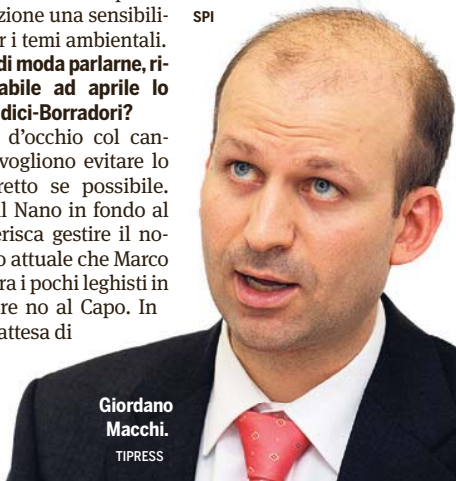 zione una sensibili-
r i temi ambientali.
di moda parlarne, ri-
abile ad aprile lo
dici-Borradori?
d'occhio col can-
vogliono evitare lo
retto se possibile.
l Nano in fondo al
erisca gestire il no-
o attuale che Marco
ra i pochi leghisti in
re no al Capo. In
attesa di
SPI
Giordano
Macchi.
TIPRESS